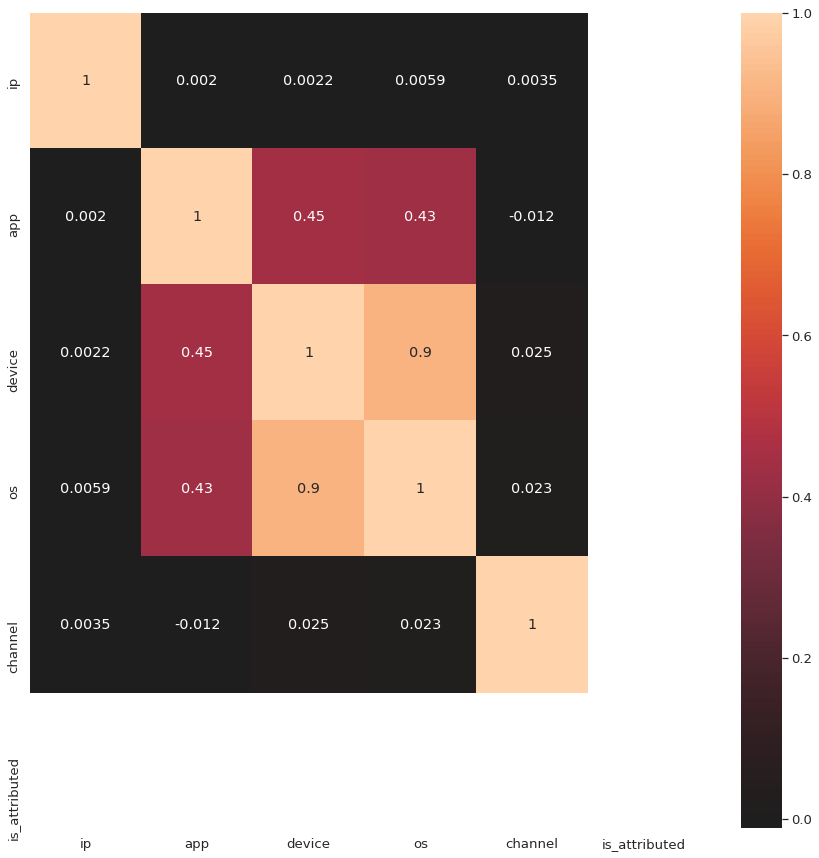 ip 1 0.002 0.0022 0.0059 0.0035
app 0.002 1 0.45 0.43 -0.012
device 0.0022 0.45 1 0.9 0.025
os 0.0059 0.43 0.9 1 0.023
channel 0.0035 -0.012 0.025 0.023 1
is_attributed
ip app device os channel is_attributed
1.0
0.8
0.6
0.4
0.2
0.0